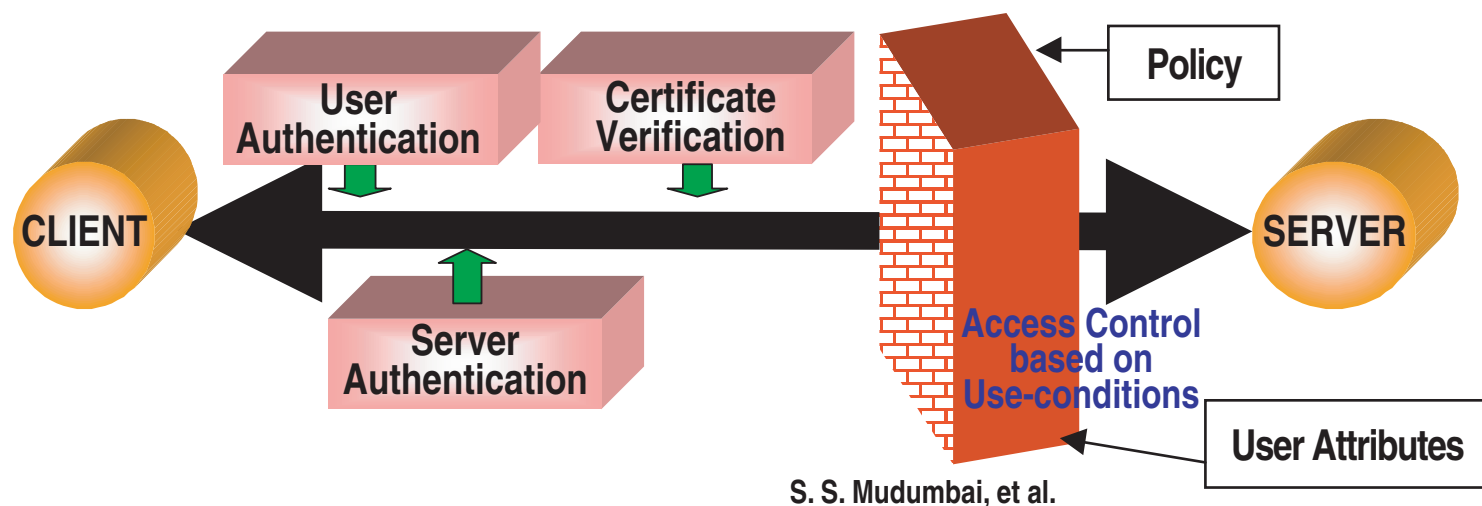 User
Authentication
Certificate
Verification
Policy
CLIENT
SERVER
Server
Authentication
Access Control
based on
Use-conditions
User Attributes
S. S. Mudumbai, et al.